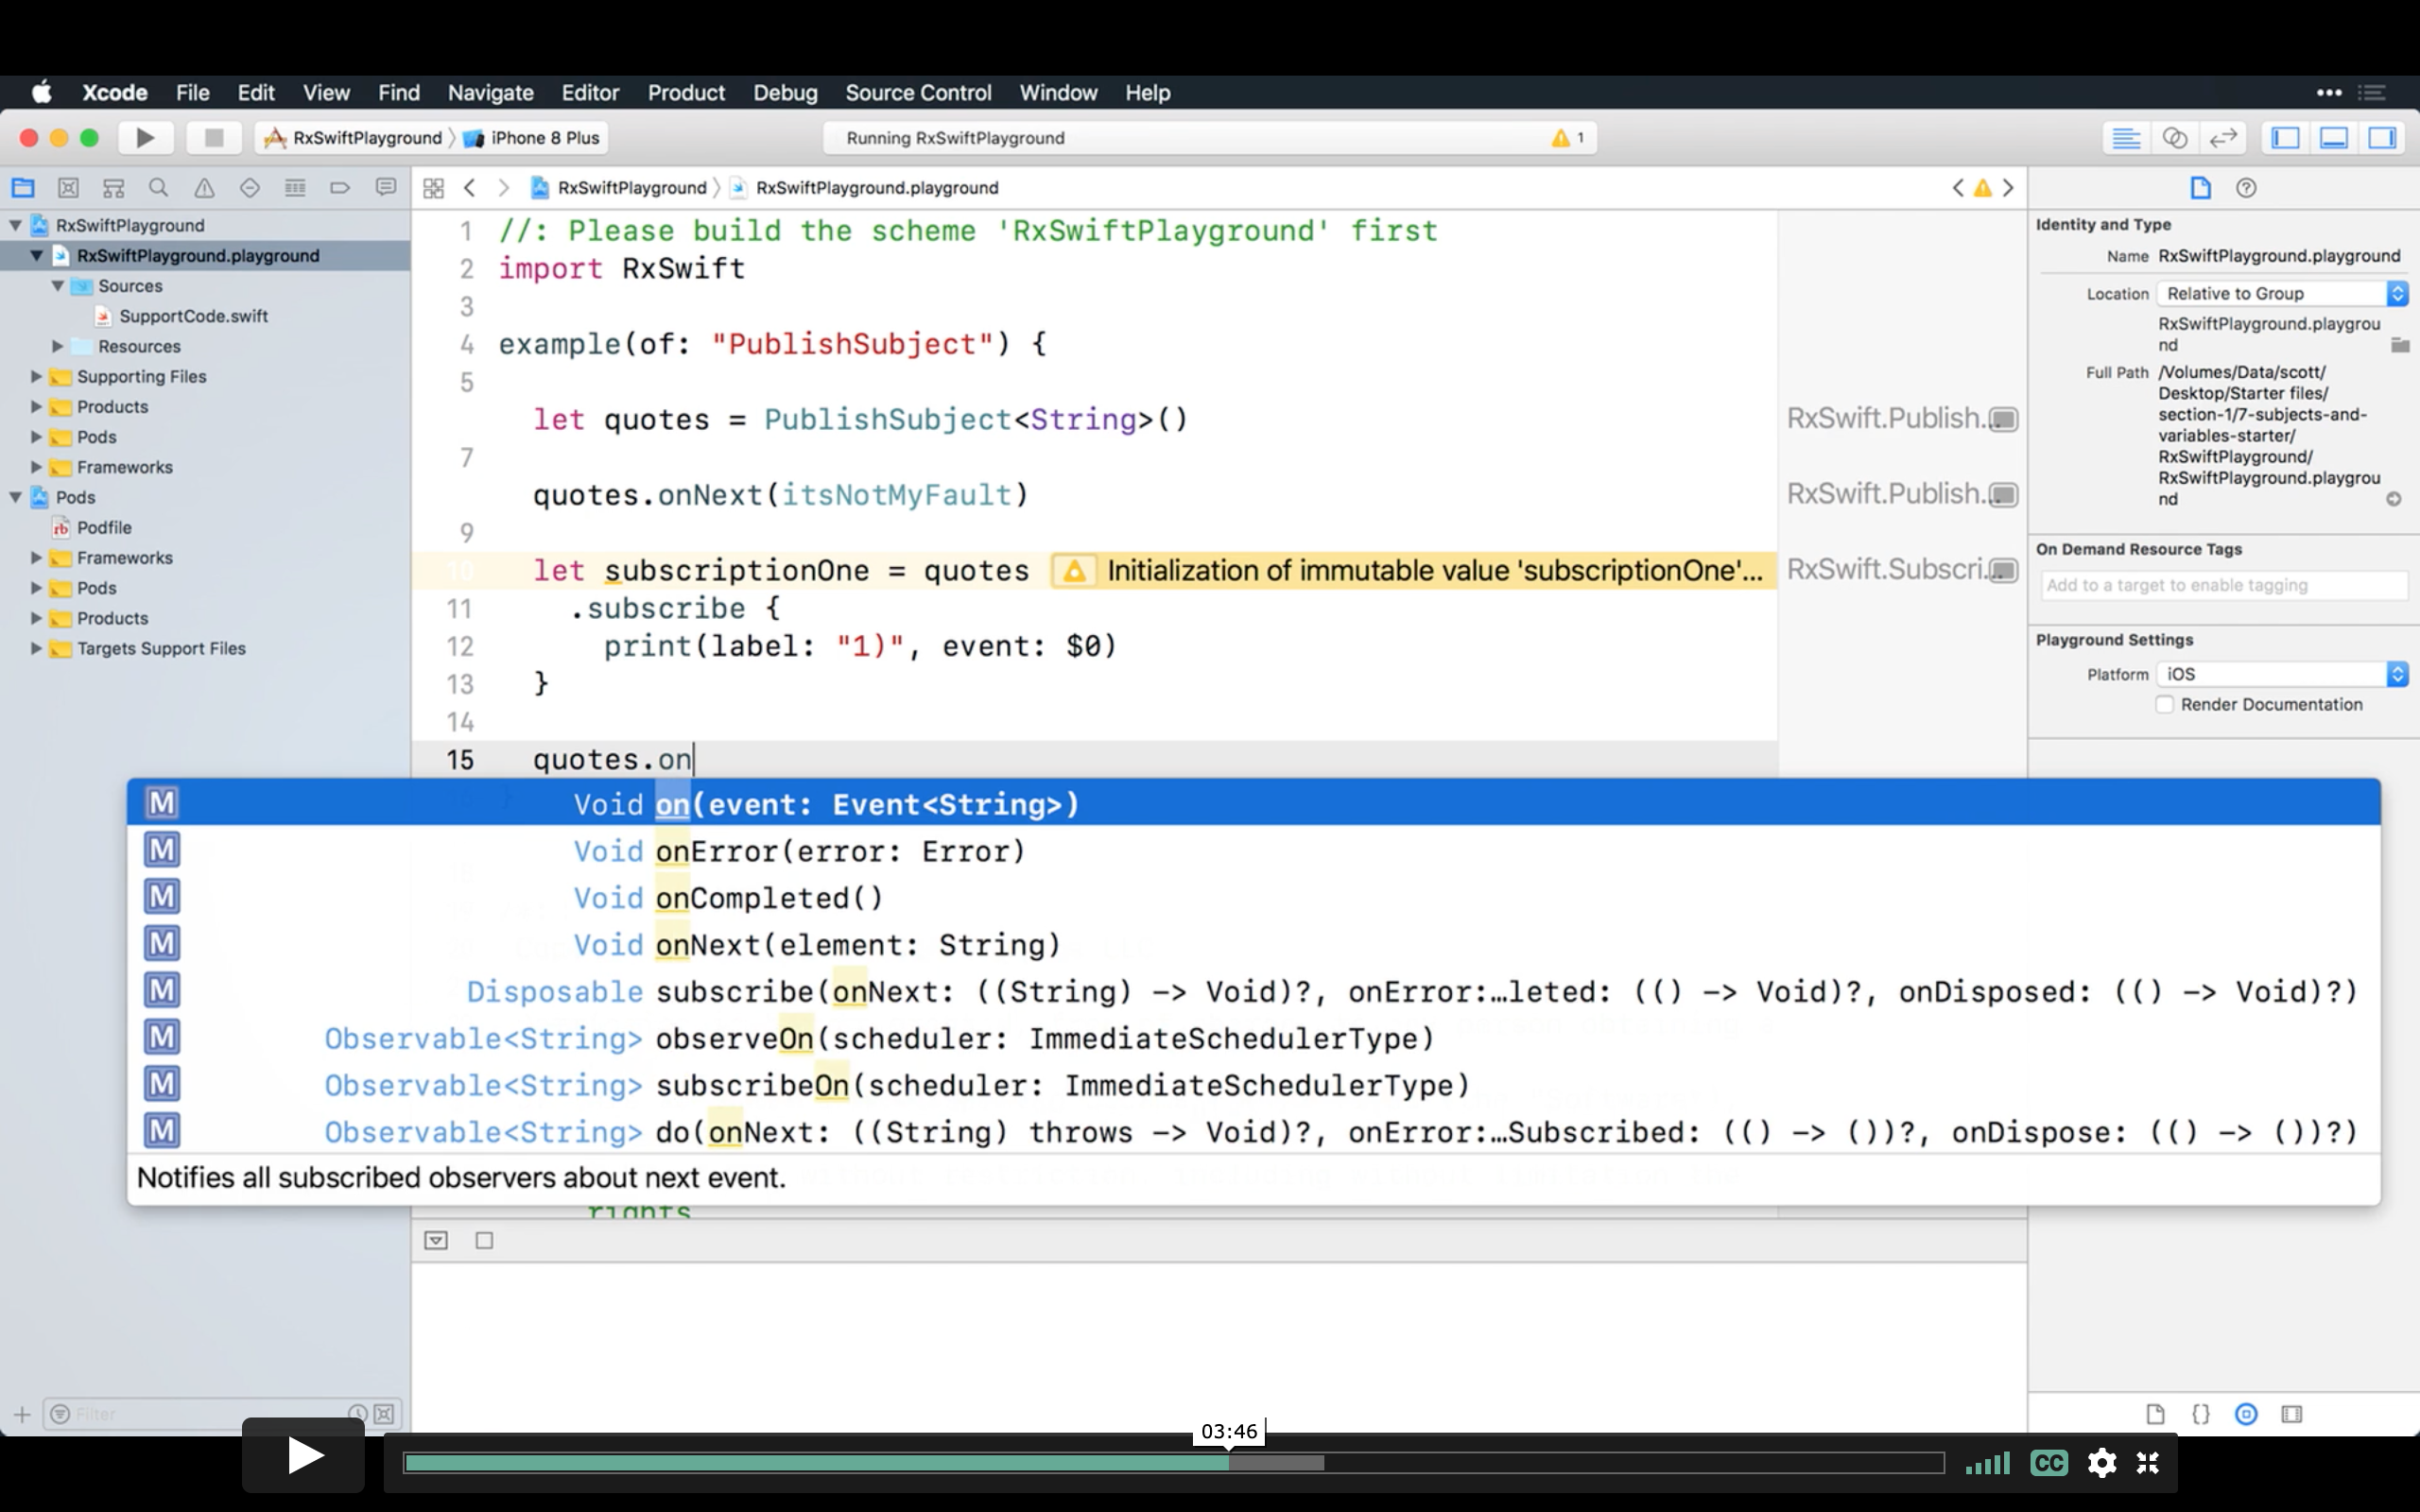 Xcode File Edit View Find Navigate Editor Product Debug Source Control Window Help
RxSwiftPlayground iPhone 8 Plus
Running RxSwiftPlayground
1
RxSwiftPlayground
RxSwiftPlayground.playground
Sources
SupportCode.swift
Resources
Supporting Files
Products
Pods
Frameworks
Pods
Podfile
Frameworks
Pods
Products
Targets Support Files
Filter
RxSwiftPlayground RxSwiftPlayground.playground
1 //: Please build the scheme 'RxSwiftPlayground' first
2 import RxSwift
3
4 example(of: "PublishSubject") {
5
let quotes = PublishSubject<String>()
7
quotes.onNext(itsNotMyFault)
9
10 let subscriptionOne = quotes Initialization of immutable value 'subscriptionOne'...
11 .subscribe {
12 print(label: "1)", event: $0)
13 }
14
15 quotes.on
M Void on(event: Event<String>)
M Void onError(error: Error)
M Void onCompleted()
M Void onNext(element: String)
M Disposable subscribe(onNext: ((String) -> Void)?, onError:…leted: (() -> Void)?, onDisposed: (() -> Void)?)
M Observable<String> observeOn(scheduler: ImmediateSchedulerType)
M Observable<String> subscribeOn(scheduler: ImmediateSchedulerType)
M Observable<String> do(onNext: ((String) throws -> Void)?, onError:…Subscribed: (() -> ())?, onDispose: (() -> ())?)
Notifies all subscribed observers about next event.
rights
RxSwift.Publish...
RxSwift.Publish...
RxSwift.Subscri...
Identity and Type
Name RxSwiftPlayground.playground
Location Relative to Group
RxSwiftPlayground.playgrou
nd
Full Path /Volumes/Data/scott/
Desktop/Starter files/
section-1/7-subjects-and-
variables-starter/
RxSwiftPlayground/
RxSwiftPlayground.playgrou
nd
On Demand Resource Tags
Add to a target to enable tagging
Playground Settings
Platform iOS
Render Documentation
03:46
CC